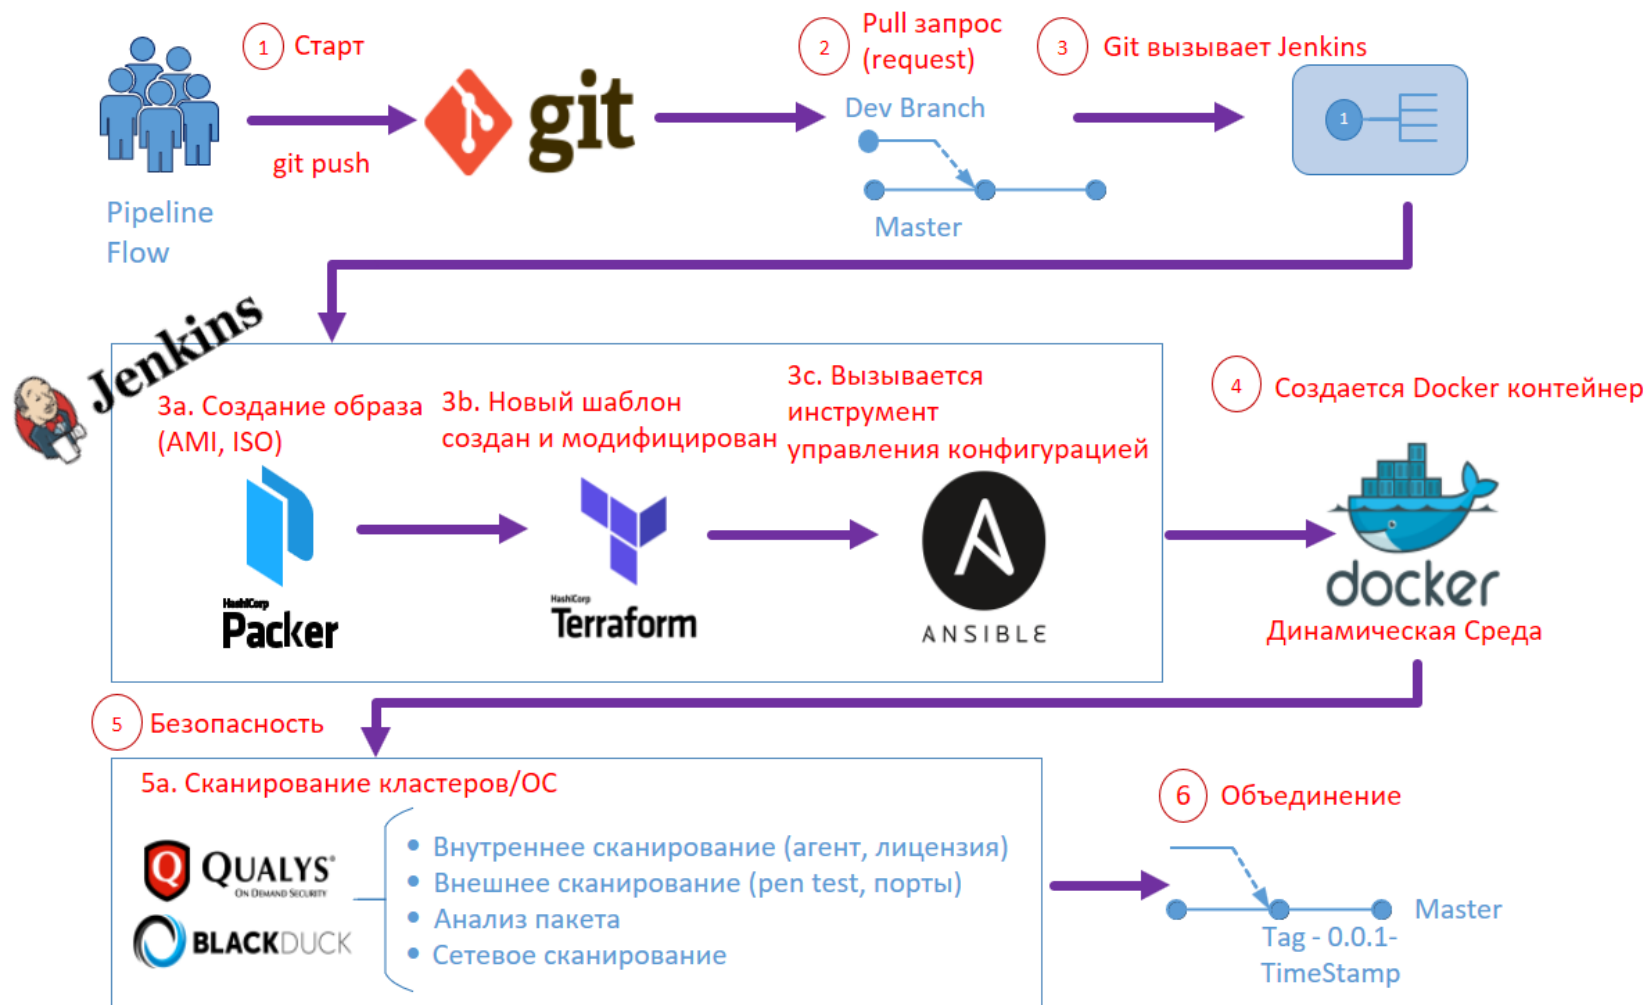 1 Старт
git push
git
Pipeline
Flow
2 Pull запрос
(request)
Dev Branch
Master
3 Git вызывает Jenkins
1
Jenkins
3a. Создание образа
(AMI, ISO)
HashiCorp
Packer
3b. Новый шаблон
создан и модифицирован
HashiCorp
Terraform
3c. Вызывается
инструмент
управления конфигурацией
ANSIBLE
4 Создается Docker контейнер
docker
Динамическая Среда
5 Безопасность
5a. Сканирование кластеров/ОС
QUALYS®
ON DEMAND SECURITY
BLACKDUCK
• Внутреннее сканирование (агент, лицензия)
• Внешнее сканирование (pen test, порты)
• Анализ пакета
• Сетевое сканирование
6 Объединение
Master
Tag - 0.0.1-
TimeStamp